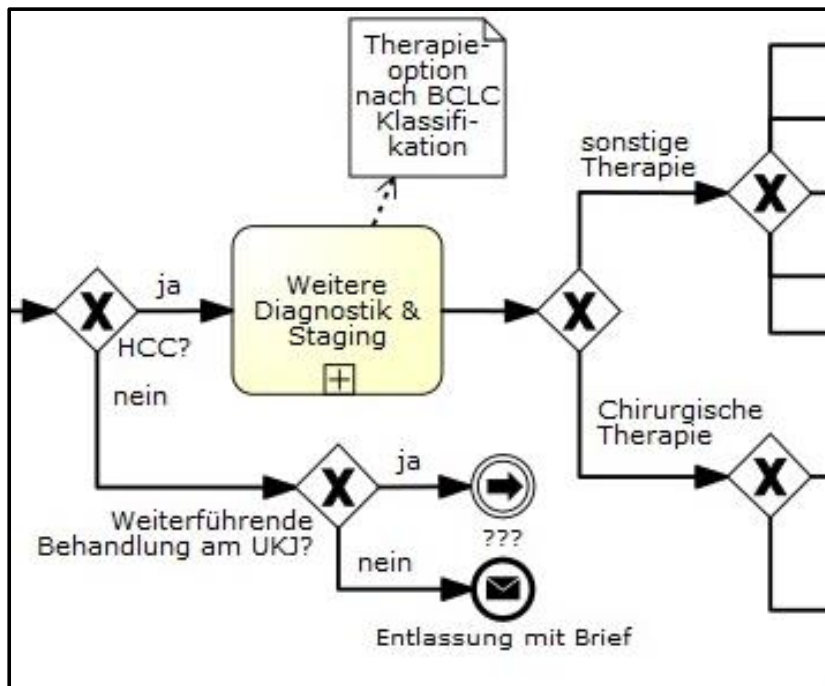 Therapie-
option
nach BCLC
Klassifi-
kation
sonstige
Therapie
ja
Weitere
Diagnostik &
Staging
HCC?
nein
Chirurgische
Therapie
ja
Weiterführende
Behandlung am UKJ?
???
nein
Entlassung mit Brief